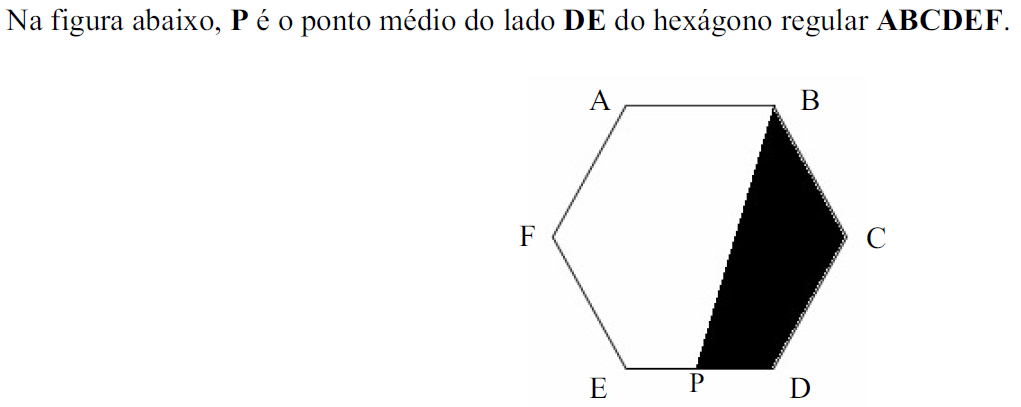 Na figura abaixo, P é o ponto médio do lado DE do hexágono regular ABCDEF.
A B
F C
E P D